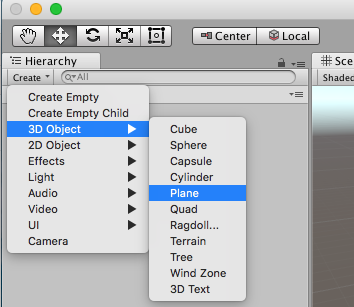 Center
Local
Hierarchy
Create
All
Create Empty
Create Empty Child
3D Object
2D Object
Effects
Light
Audio
Video
UI
Camera
Cube
Sphere
Capsule
Cylinder
Plane
Quad
Ragdoll...
Terrain
Tree
Wind Zone
3D Text
Sce
Shaded